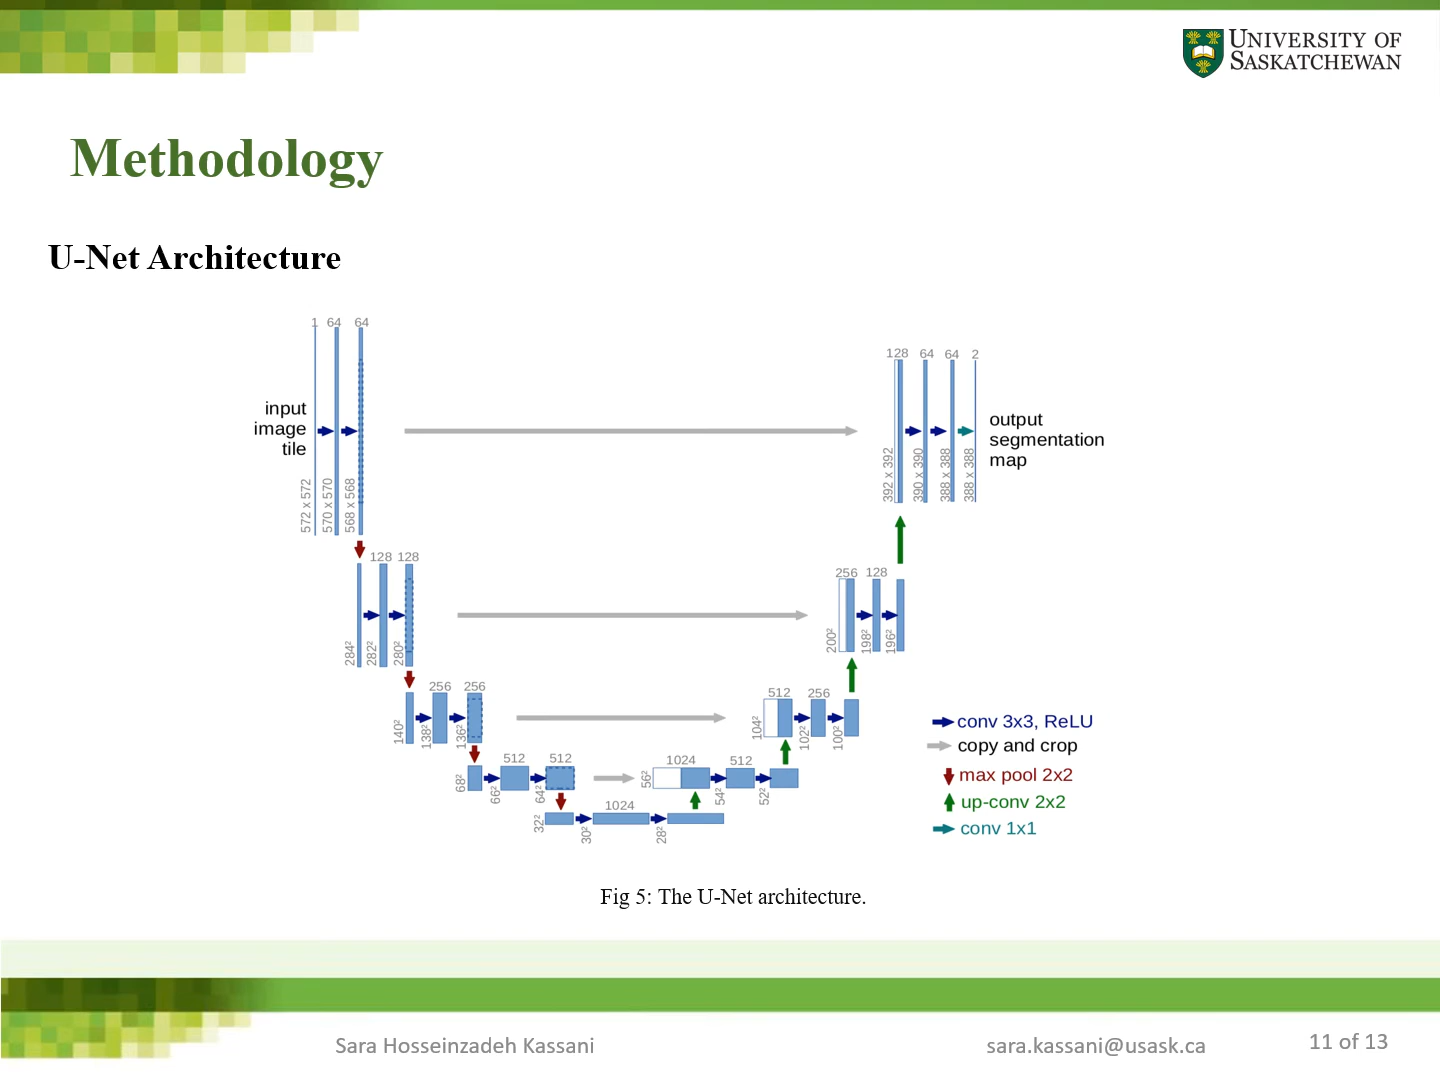 UNIVERSITY OF
SASKATCHEWAN
Methodology
U-Net Architecture
1 64 64
128 64 64 2
input
image
tile
output
segmentation
map
572 x 572
570 x 570
568 x 568
392 x 392
390 x 390
388 x 388
388 x 388
128 128
256 128
284²
282²
280²
200²
198²
196²
256 256
512 256
140²
138²
136²
104²
102²
100²
conv 3x3, ReLU
copy and crop
max pool 2x2
up-conv 2x2
conv 1x1
512 512
1024 512
68²
66²
64²
56²
54²
52²
1024
32²
30²
28²
Fig 5: The U-Net architecture.
Sara Hosseinzadeh Kassani
sara.kassani@usask.ca
11 of 13